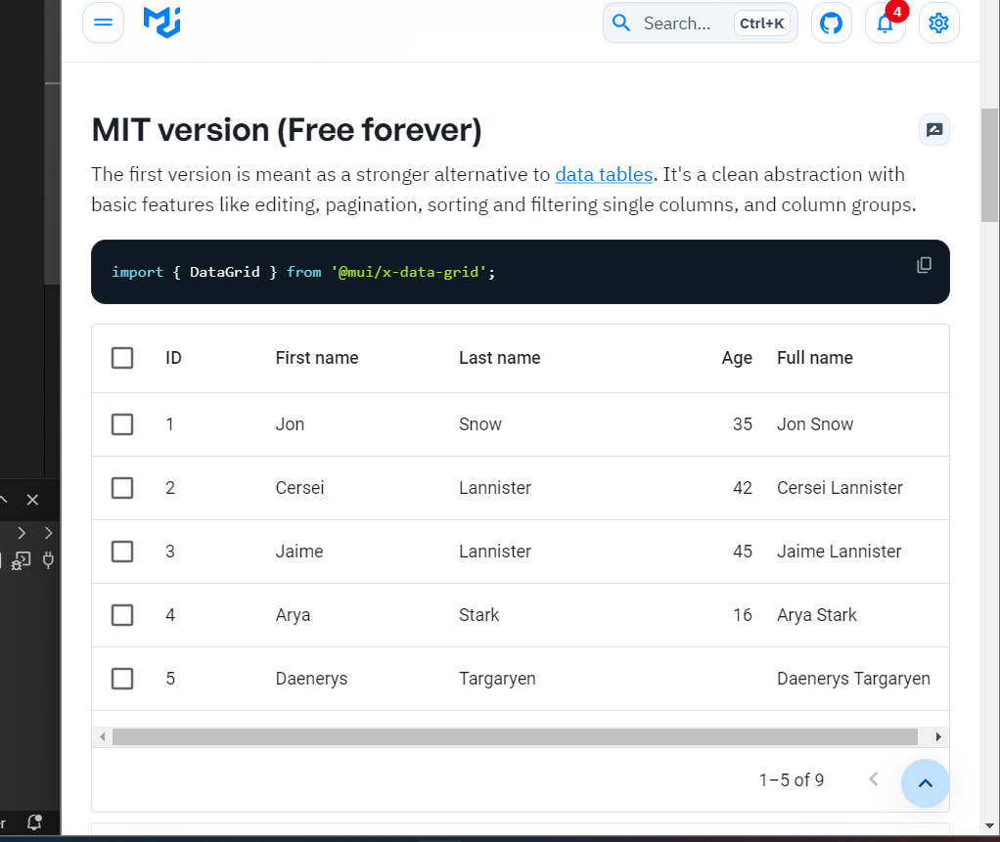 Search... Ctrl+K 4
MIT version (Free forever)
The first version is meant as a stronger alternative to data tables. It's a clean abstraction with
basic features like editing, pagination, sorting and filtering single columns, and column groups.
import { DataGrid } from '@mui/x-data-grid';
ID First name Last name Age Full name
1 Jon Snow 35 Jon Snow
2 Cersei Lannister 42 Cersei Lannister
3 Jaime Lannister 45 Jaime Lannister
4 Arya Stark 16 Arya Stark
5 Daenerys Targaryen Daenerys Targaryen
1–5 of 9